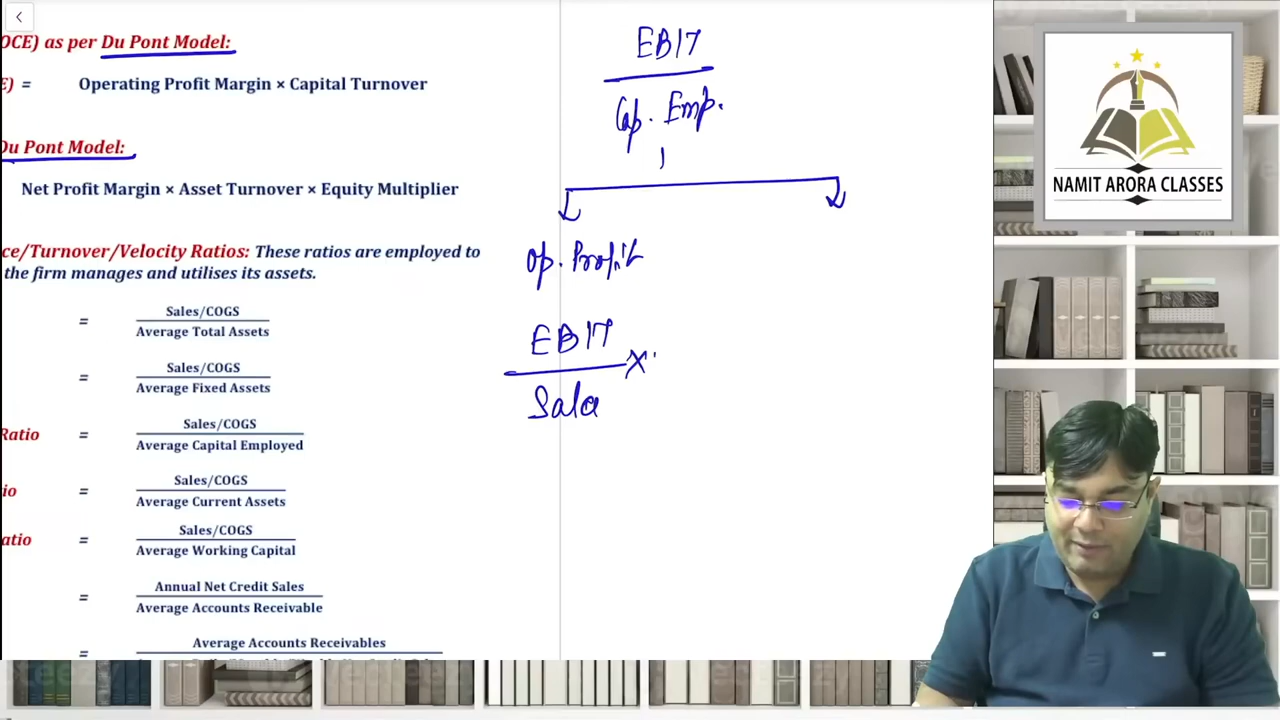 OCE) as per Du Pont Model:
E) = Operating Profit Margin × Capital Turnover
Du Pont Model:
Net Profit Margin × Asset Turnover × Equity Multiplier
ce/Turnover/Velocity Ratios: These ratios are employed to
the firm manages and utilises its assets.
= Sales/COGS
Average Total Assets
= Sales/COGS
Average Fixed Assets
Ratio = Sales/COGS
Average Capital Employed
io = Sales/COGS
Average Current Assets
atio = Sales/COGS
Average Working Capital
= Annual Net Credit Sales
Average Accounts Receivable
= Average Accounts Receivables
EBIT
Cap. Emp.
Op. Profit
EBIT ×
Sale
NAMIT ARORA CLASSES